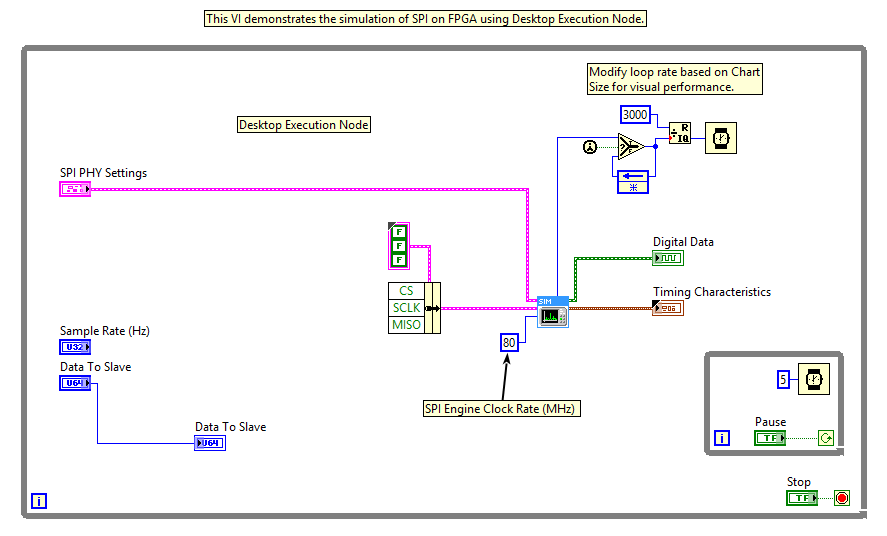 This VI demonstrates the simulation of SPI on FPGA using Desktop Execution Node.
Modify loop rate based on Chart
Size for visual performance.
Desktop Execution Node
3000
R
IQ
SPI PHY Settings
F
F
F
CS
SCLK
MISO
SIM
80
SPI Engine Clock Rate (MHz)
Digital Data
Timing Characteristics
Sample Rate (Hz)
U32
Data To Slave
U64
Data To Slave
U64
5
Pause
TF
i
Stop
TF
i